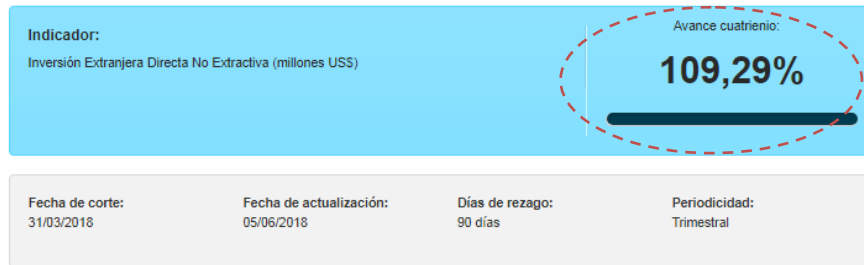 Indicador:
Inversión Extranjera Directa No Extractiva (millones US$)
Avance cuatrienio:
109,29%
Fecha de corte:
31/03/2018
Fecha de actualización:
05/06/2018
Días de rezago:
90 días
Periodicidad:
Trimestral